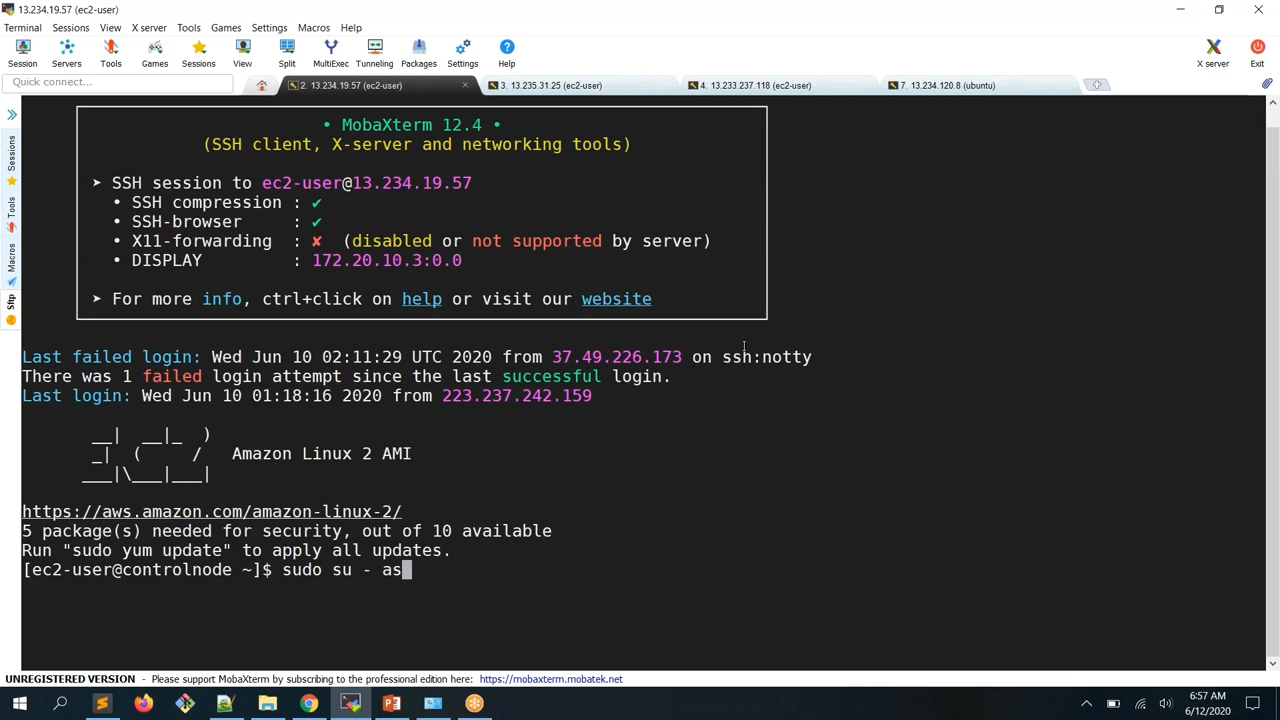 13.234.19.57 (ec2-user)
Terminal Sessions View X server Tools Games Settings Macros Help
Session Servers Tools Games Sessions View Split MultiExec Tunneling Packages Settings Help X server Exit
Quick connect...
2. 13.234.19.57 (ec2-user)
3. 13.235.31.25 (ec2-user)
4. 13.233.237.118 (ec2-user)
7. 13.234.120.8 (ubuntu)
Sessions
Tools
Macros
Sftp
• MobaXterm 12.4 •
(SSH client, X-server and networking tools)
➤ SSH session to ec2-user@13.234.19.57
• SSH compression : ✔
• SSH-browser : ✔
• X11-forwarding : ✘ (disabled or not supported by server)
• DISPLAY : 172.20.10.3:0.0
➤ For more info, ctrl+click on help or visit our website
Last failed login: Wed Jun 10 02:11:29 UTC 2020 from 37.49.226.173 on ssh:notty
There was 1 failed login attempt since the last successful login.
Last login: Wed Jun 10 01:18:16 2020 from 223.237.242.159
__| __|_ )
_| ( / Amazon Linux 2 AMI
___|\___|___|
https://aws.amazon.com/amazon-linux-2/
5 package(s) needed for security, out of 10 available
Run "sudo yum update" to apply all updates.
[ec2-user@controlnode ~]$ sudo su - as
UNREGISTERED VERSION - Please support MobaXterm by subscribing to the professional edition here: https://mobaxterm.mobatek.net
6:57 AM
6/12/2020